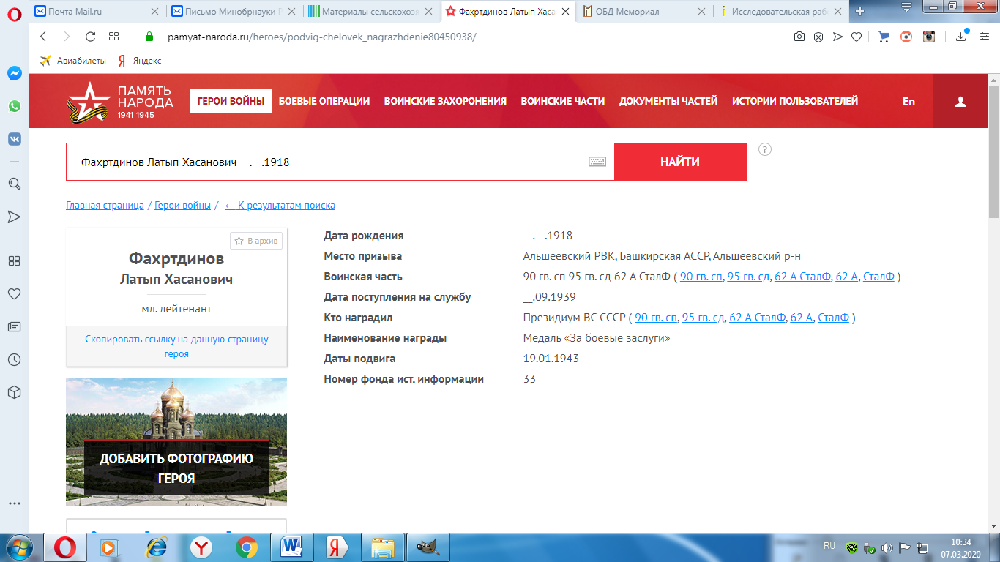 Почта Mail.ru
Письмо Минобрнауки Р
Материалы сельскохоз
Фахртдинов Латып Хаса
ОБД Мемориал
Исследовательская раб
pamyat-naroda.ru/heroes/podvig-chelovek_nagrazhdenie80450938/
Авиабилеты
Яндекс
ПАМЯТЬ
НАРОДА
1941-1945
ГЕРОИ ВОЙНЫ
БОЕВЫЕ ОПЕРАЦИИ
ВОИНСКИЕ ЗАХОРОНЕНИЯ
ВОИНСКИЕ ЧАСТИ
ДОКУМЕНТЫ ЧАСТЕЙ
ИСТОРИИ ПОЛЬЗОВАТЕЛЕЙ
En
Фахртдинов Латып Хасанович __.__.1918
НАЙТИ
?
Главная страница / Герои войны / ← К результатам поиска
В архив
Фахртдинов
Латып Хасанович
мл. лейтенант
Скопировать ссылку на данную страницу
героя
ДОБАВИТЬ ФОТОГРАФИЮ
ГЕРОЯ
Дата рождения __.__.1918
Место призыва Альшеевский РВК, Башкирская АССР, Альшеевский р-н
Воинская часть 90 гв. сп 95 гв. сд 62 А СталФ ( 90 гв. сп, 95 гв. сд, 62 А СталФ, 62 А, СталФ )
Дата поступления на службу __.09.1939
Кто наградил Президиум ВС СССР ( 90 гв. сп, 95 гв. сд, 62 А СталФ, 62 А, СталФ )
Наименование награды Медаль «За боевые заслуги»
Даты подвига 19.01.1943
Номер фонда ист. информации 33
RU
10:34
07.03.2020